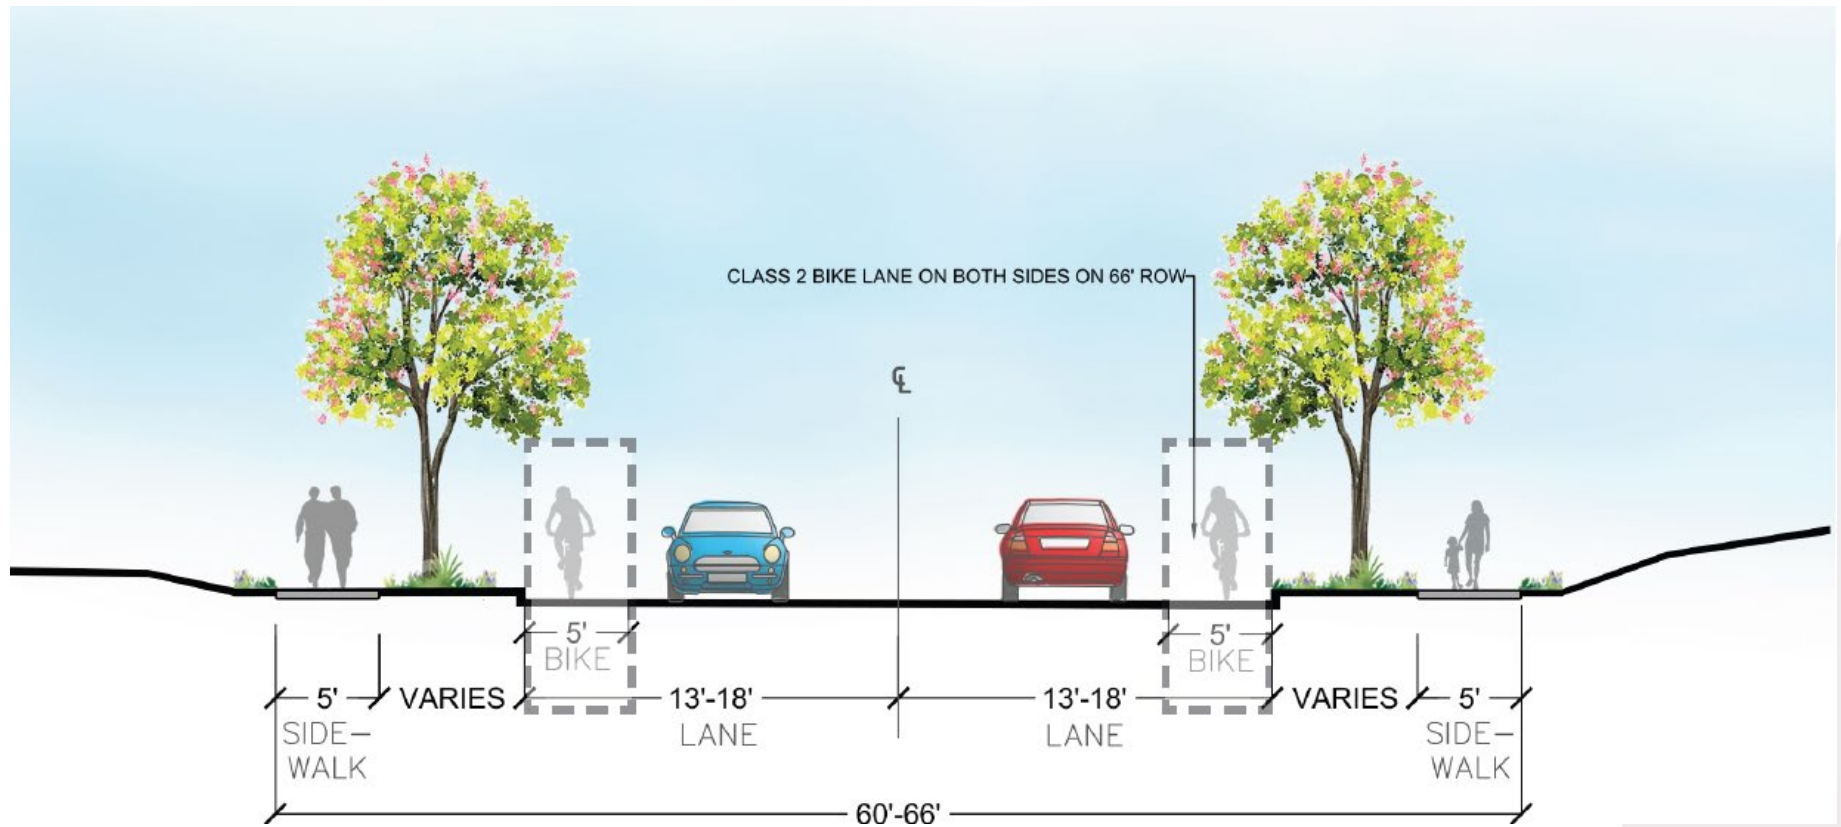 CLASS 2 BIKE LANE ON BOTH SIDES ON 66' ROW
℄
5'
BIKE
5'
BIKE
5' VARIES 13'-18' 13'-18' VARIES 5'
SIDE-
WALK
LANE
LANE
SIDE-
WALK
60'-66'